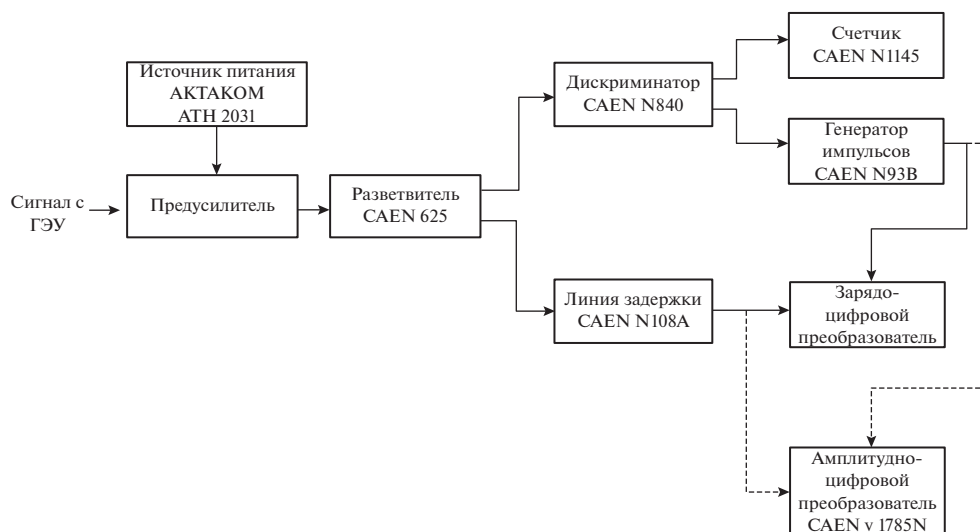 Источник питания
АКТАКОМ
АТН 2031
Сигнал с
ГЭУ
Предусилитель
Разветвитель
CAEN 625
Дискриминатор
CAEN N840
Счетчик
CAEN N1145
Генератор
импульсов
CAEN N93B
Линия задержки
CAEN N108A
Зарядо-
цифровой
преобразователь
Амплитудно-
цифровой
преобразователь
CAEN v 1785N